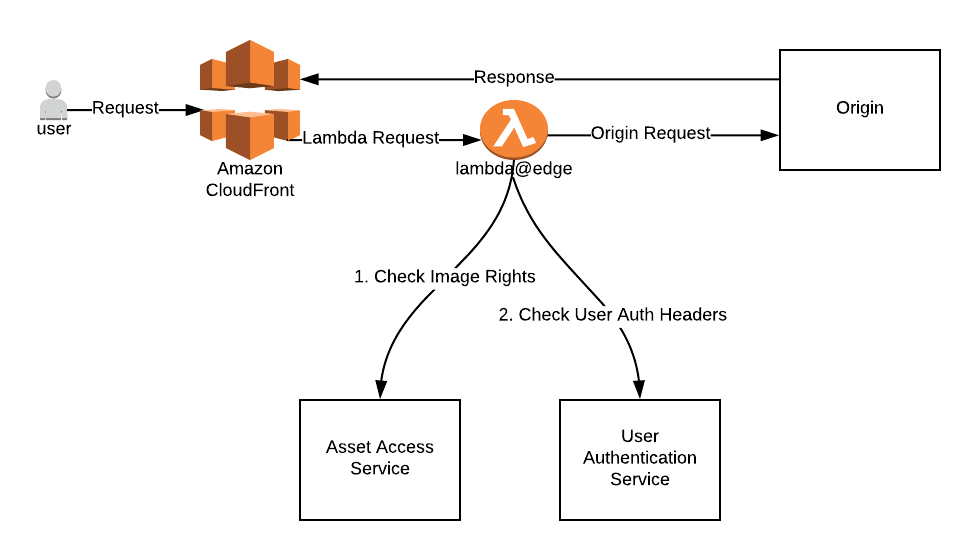 Response
Request
Origin
user
Lambda Request
Origin Request
Amazon
CloudFront
lambda@edge
1. Check Image Rights
2. Check User Auth Headers
Asset Access
Service
User
Authentication
Service